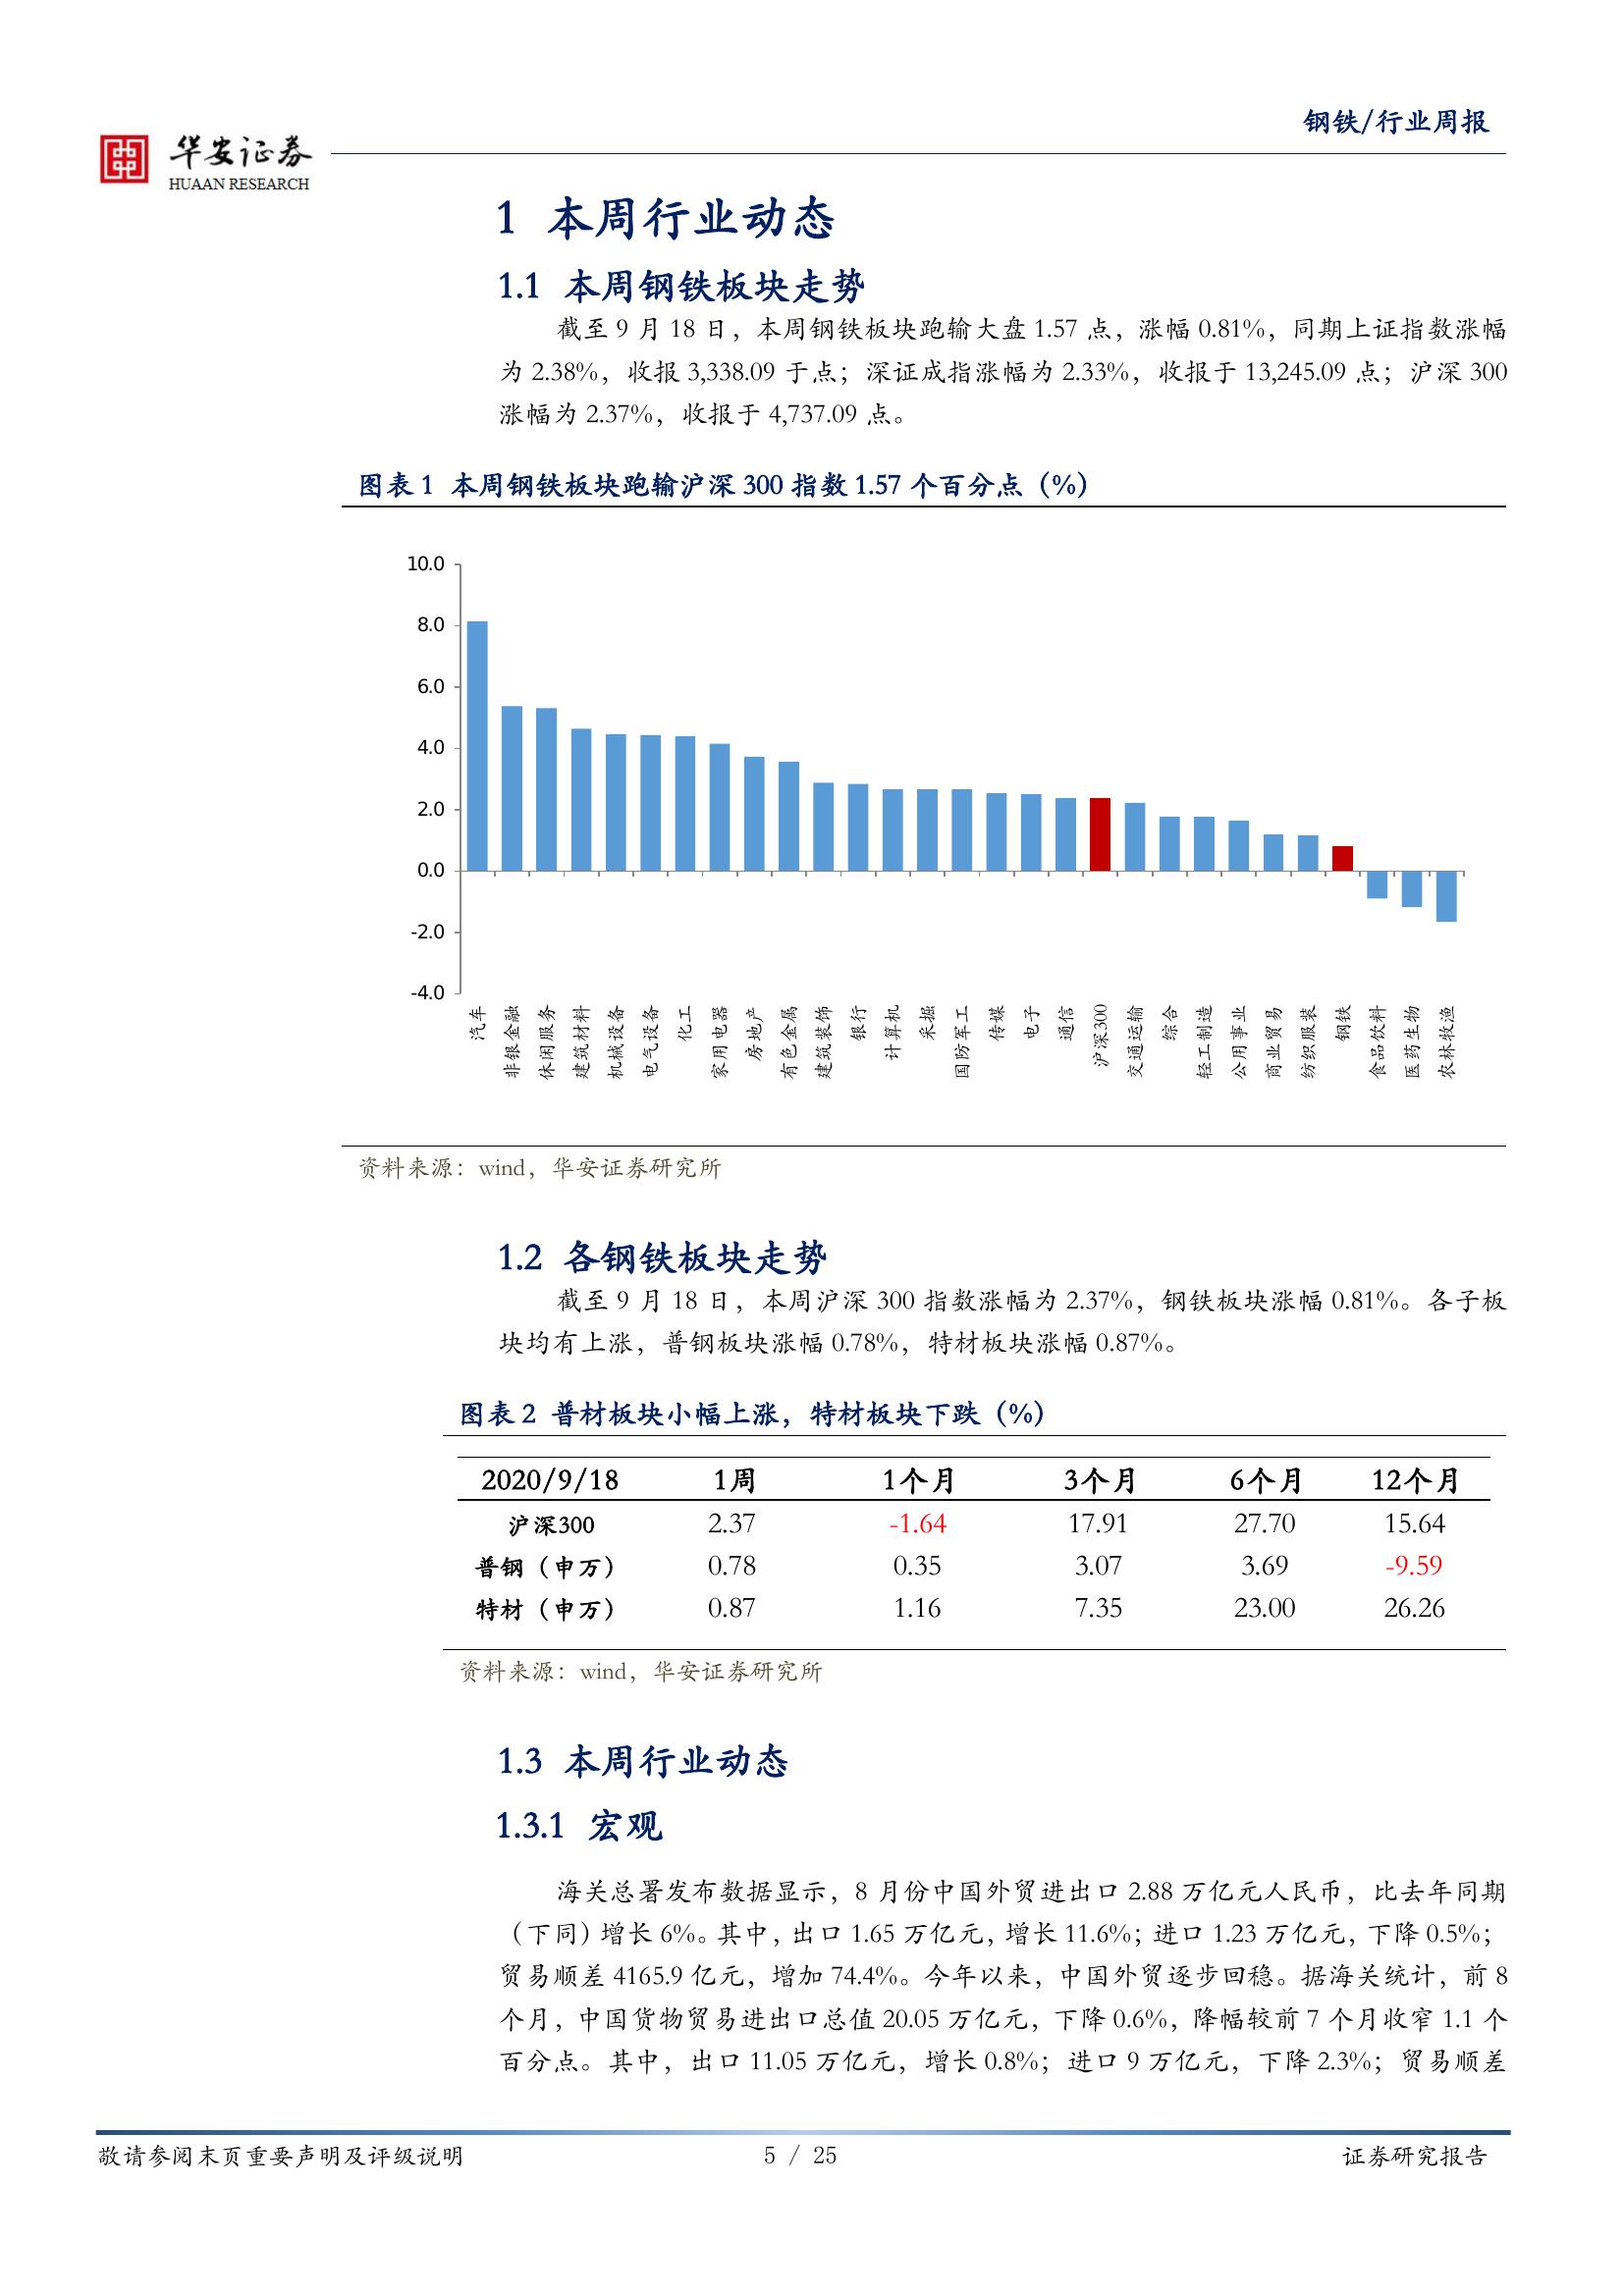 钢铁/行业周报
华安证券
HUAAN RESEARCH
1 本周行业动态
1.1 本周钢铁板块走势
截至 9 月 18 日，本周钢铁板块跑输大盘 1.57 点，涨幅 0.81%，同期上证指数涨幅
为 2.38%，收报 3,338.09 于点；深证成指涨幅为 2.33%，收报于 13,245.09 点；沪深 300
涨幅为 2.37%，收报于 4,737.09 点。
图表 1 本周钢铁板块跑输沪深 300 指数 1.57 个百分点（%）
10.0
8.0
6.0
4.0
2.0
0.0
-2.0
-4.0
汽车
非银金融
休闲服务
建筑材料
机械设备
电气设备
化工
家用电器
房地产
有色金属
建筑装饰
银行
计算机
采掘
国防军工
传媒
电子
通信
沪深300
交通运输
综合
轻工制造
公用事业
商业贸易
纺织服装
钢铁
食品饮料
医药生物
农林牧渔
资料来源：wind，华安证券研究所
1.2 各钢铁板块走势
截至 9 月 18 日，本周沪深 300 指数涨幅为 2.37%，钢铁板块涨幅 0.81%。各子板
块均有上涨，普钢板块涨幅 0.78%，特材板块涨幅 0.87%。
图表 2 普材板块小幅上涨，特材板块下跌（%）
2020/9/18 1周 1个月 3个月 6个月 12个月
沪深300 2.37 -1.64 17.91 27.70 15.64
普钢（申万） 0.78 0.35 3.07 3.69 -9.59
特材（申万） 0.87 1.16 7.35 23.00 26.26
资料来源：wind，华安证券研究所
1.3 本周行业动态
1.3.1 宏观
海关总署发布数据显示，8 月份中国外贸进出口 2.88 万亿元人民币，比去年同期
（下同）增长 6%。其中，出口 1.65 万亿元，增长 11.6%；进口 1.23 万亿元，下降 0.5%；
贸易顺差 4165.9 亿元，增加 74.4%。今年以来，中国外贸逐步回稳。据海关统计，前 8
个月，中国货物贸易进出口总值 20.05 万亿元，下降 0.6%，降幅较前 7 个月收窄 1.1 个
百分点。其中，出口 11.05 万亿元，增长 0.8%；进口 9 万亿元，下降 2.3%；贸易顺差
敬请参阅末页重要声明及评级说明 5 / 25 证券研究报告